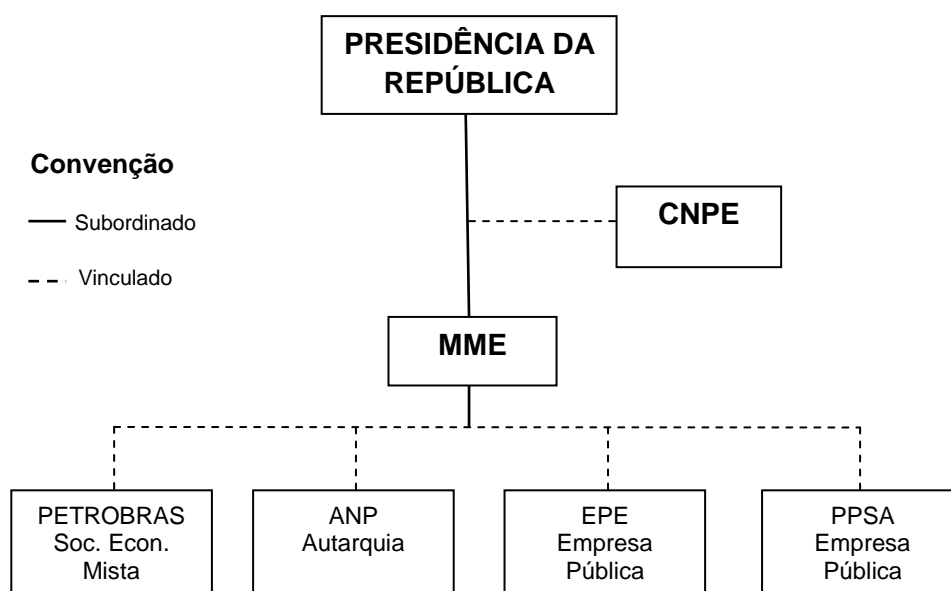 PRESIDÊNCIA DA
REPÚBLICA
Convenção
Subordinado
Vinculado
CNPE
MME
PETROBRAS
Soc. Econ.
Mista
ANP
Autarquia
EPE
Empresa
Pública
PPSA
Empresa
Pública